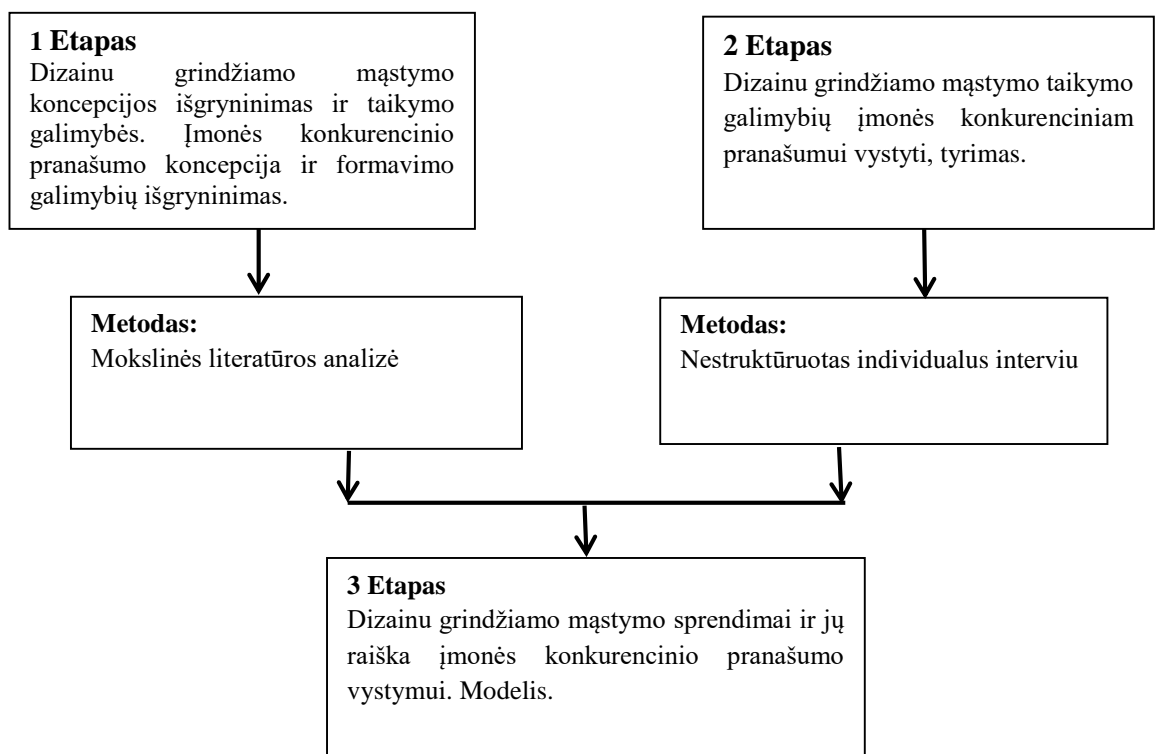 1 Etapas
Dizainu grindžiamo mąstymo
koncepcijos išgryninimas ir taikymo
galimybės. Įmonės konkurencinio
pranašumo koncepcija ir formavimo
galimybių išgryninimas.
2 Etapas
Dizainu grindžiamo mąstymo taikymo
galimybių įmonės konkurenciniam
pranašumui vystyti, tyrimas.
Metodas:
Mokslinės literatūros analizė
Metodas:
Nestruktūruotas individualus interviu
3 Etapas
Dizainu grindžiamo mąstymo sprendimai ir jų
raiška įmonės konkurencinio pranašumo
vystymui. Modelis.